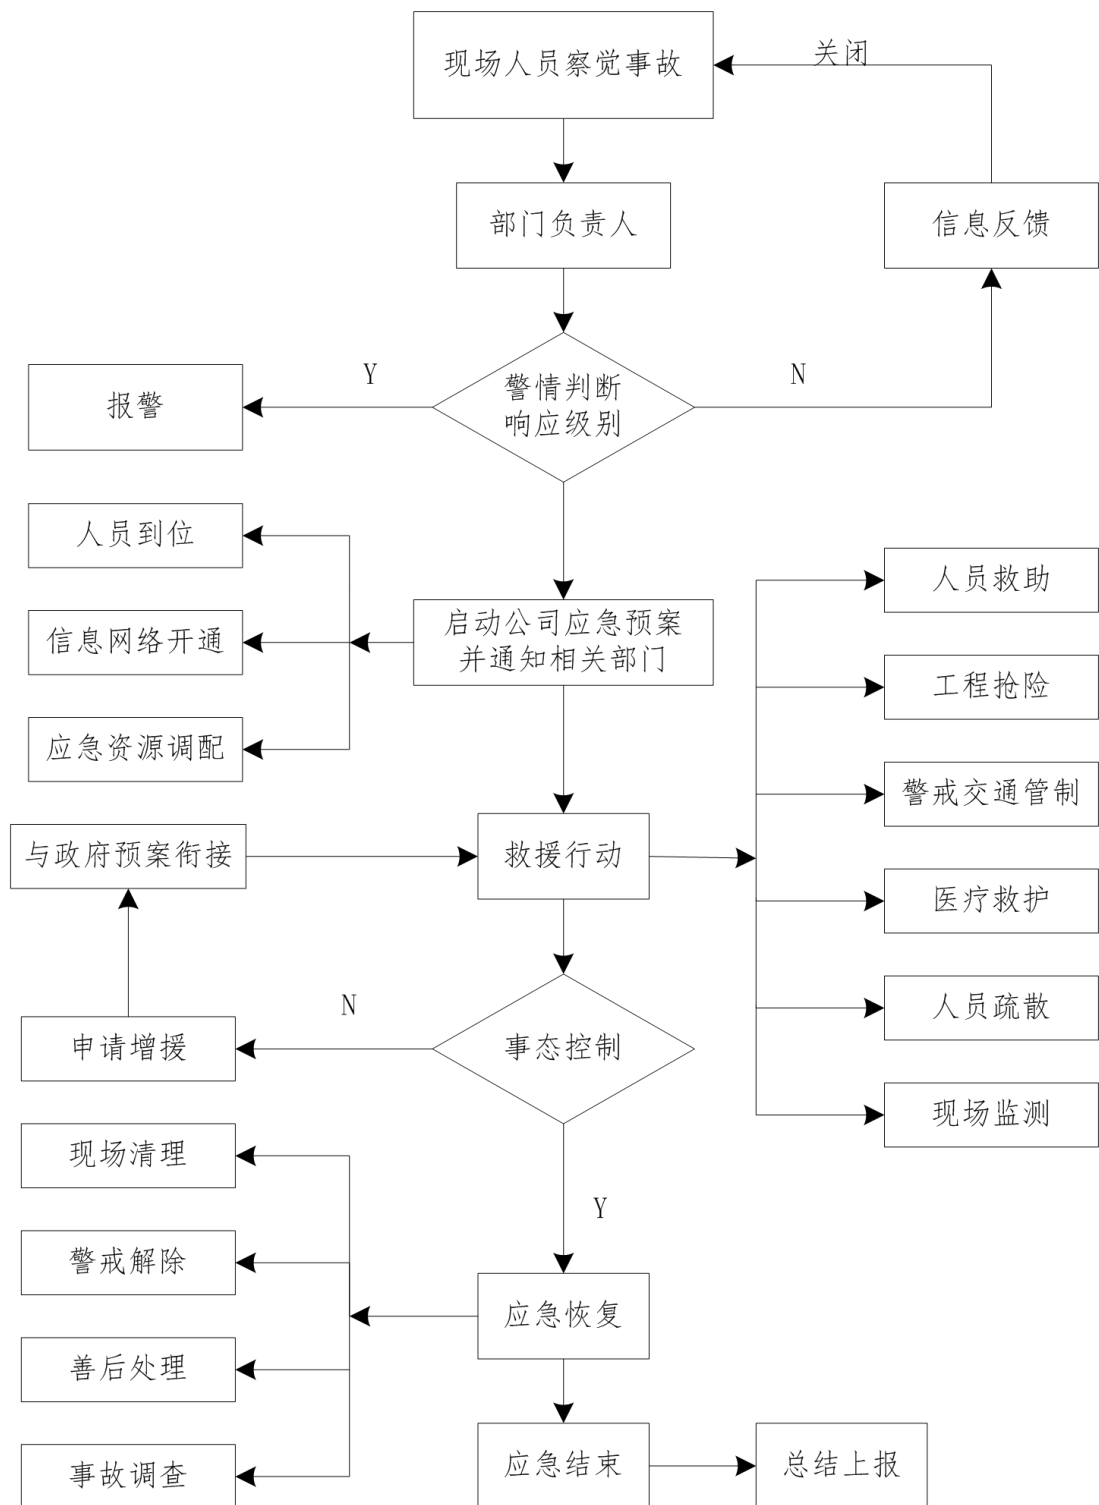 现场人员察觉事故
关闭
部门负责人
信息反馈
Y
警情判断
响应级别
N
报警
人员到位
信息网络开通
应急资源调配
启动公司应急预案
并通知相关部门
人员救助
工程抢险
警戒交通管制
医疗救护
人员疏散
现场监测
与政府预案衔接
救援行动
N
申请增援
事态控制
Y
现场清理
警戒解除
善后处理
事故调查
应急恢复
应急结束
总结上报